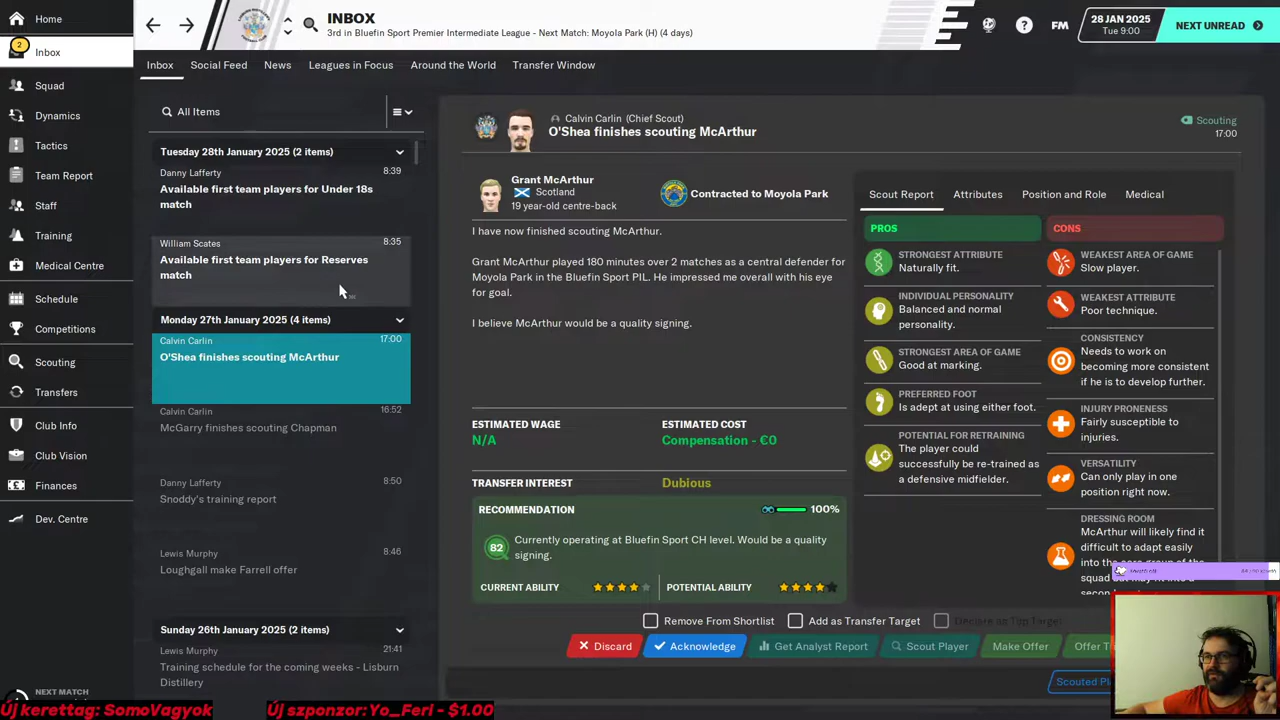 Home
INBOX
3rd in Bluefin Sport Premier Intermediate League - Next Match: Moyola Park (H) (4 days)
FM
28 JAN 2025
Tue 9:00
NEXT UNREAD
2
Inbox
Squad
Dynamics
Tactics
Team Report
Staff
Training
Medical Centre
Schedule
Competitions
Scouting
Transfers
Club Info
Club Vision
Finances
Dev. Centre
NEXT MATCH
Inbox
Social Feed
News
Leagues in Focus
Around the World
Transfer Window
All Items
Tuesday 28th January 2025 (2 items)
Danny Lafferty 8:39
Available first team players for Under 18s
match
William Scates 8:35
Available first team players for Reserves
match
Monday 27th January 2025 (4 items)
Calvin Carlin 17:00
O'Shea finishes scouting McArthur
Calvin Carlin 16:52
McGarry finishes scouting Chapman
Danny Lafferty 8:50
Snoddy's training report
Lewis Murphy 8:46
Loughgall make Farrell offer
Sunday 26th January 2025 (2 items)
Lewis Murphy 21:41
Training schedule for the coming weeks - Lisburn
Distillery
Calvin Carlin (Chief Scout)
O'Shea finishes scouting McArthur
Scouting
17:00
Grant McArthur
Scotland
19 year-old centre-back
Contracted to Moyola Park
I have now finished scouting McArthur.
Grant McArthur played 180 minutes over 2 matches as a central defender for
Moyola Park in the Bluefin Sport PIL. He impressed me overall with his eye
for goal.
I believe McArthur would be a quality signing.
ESTIMATED WAGE
N/A
ESTIMATED COST
Compensation - €0
TRANSFER INTEREST
Dubious
RECOMMENDATION
100%
82
Currently operating at Bluefin Sport CH level. Would be a quality
signing.
CURRENT ABILITY
POTENTIAL ABILITY
Scout Report
Attributes
Position and Role
Medical
PROS
STRONGEST ATTRIBUTE
Naturally fit.
INDIVIDUAL PERSONALITY
Balanced and normal
personality.
STRONGEST AREA OF GAME
Good at marking.
PREFERRED FOOT
Is adept at using either foot.
POTENTIAL FOR RETRAINING
The player could
successfully be re-trained as
a defensive midfielder.
CONS
WEAKEST AREA OF GAME
Slow player.
WEAKEST ATTRIBUTE
Poor technique.
CONSISTENCY
Needs to work on
becoming more consistent
if he is to develop further.
INJURY PRONENESS
Fairly susceptible to
injuries.
VERSATILITY
Can only play in one
position right now.
DRESSING ROOM
McArthur will likely find it
difficult to adapt easily
into the core group of the
Remove From Shortlist
Add as Transfer Target
Declare as Top Target
Discard
Acknowledge
Get Analyst Report
Scout Player
Make Offer
Offer
Scouted
Új kerettag: SomoVagyok
Új szponzor: Yo_Feri - $1.00